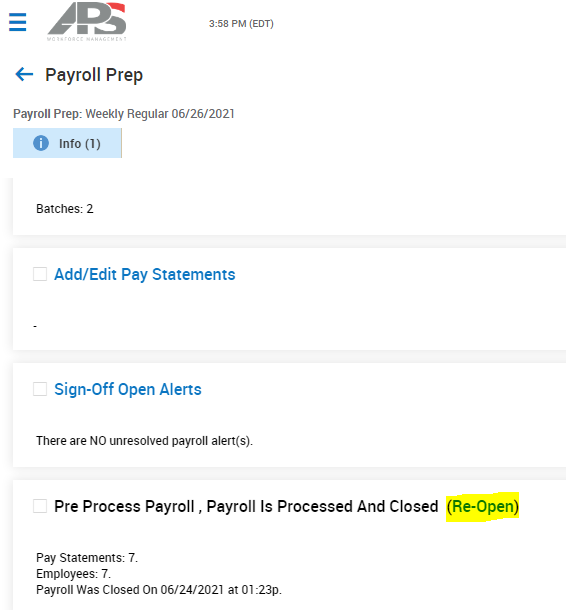 APS
WORKFORCE MANAGEMENT
3:58 PM (EDT)
Payroll Prep
Payroll Prep: Weekly Regular 06/26/2021
Info (1)
Batches: 2
Add/Edit Pay Statements
-
Sign-Off Open Alerts
There are NO unresolved payroll alert(s).
Pre Process Payroll , Payroll Is Processed And Closed (Re-Open)
Pay Statements: 7.
Employees: 7.
Payroll Was Closed On 06/24/2021 at 01:23p.